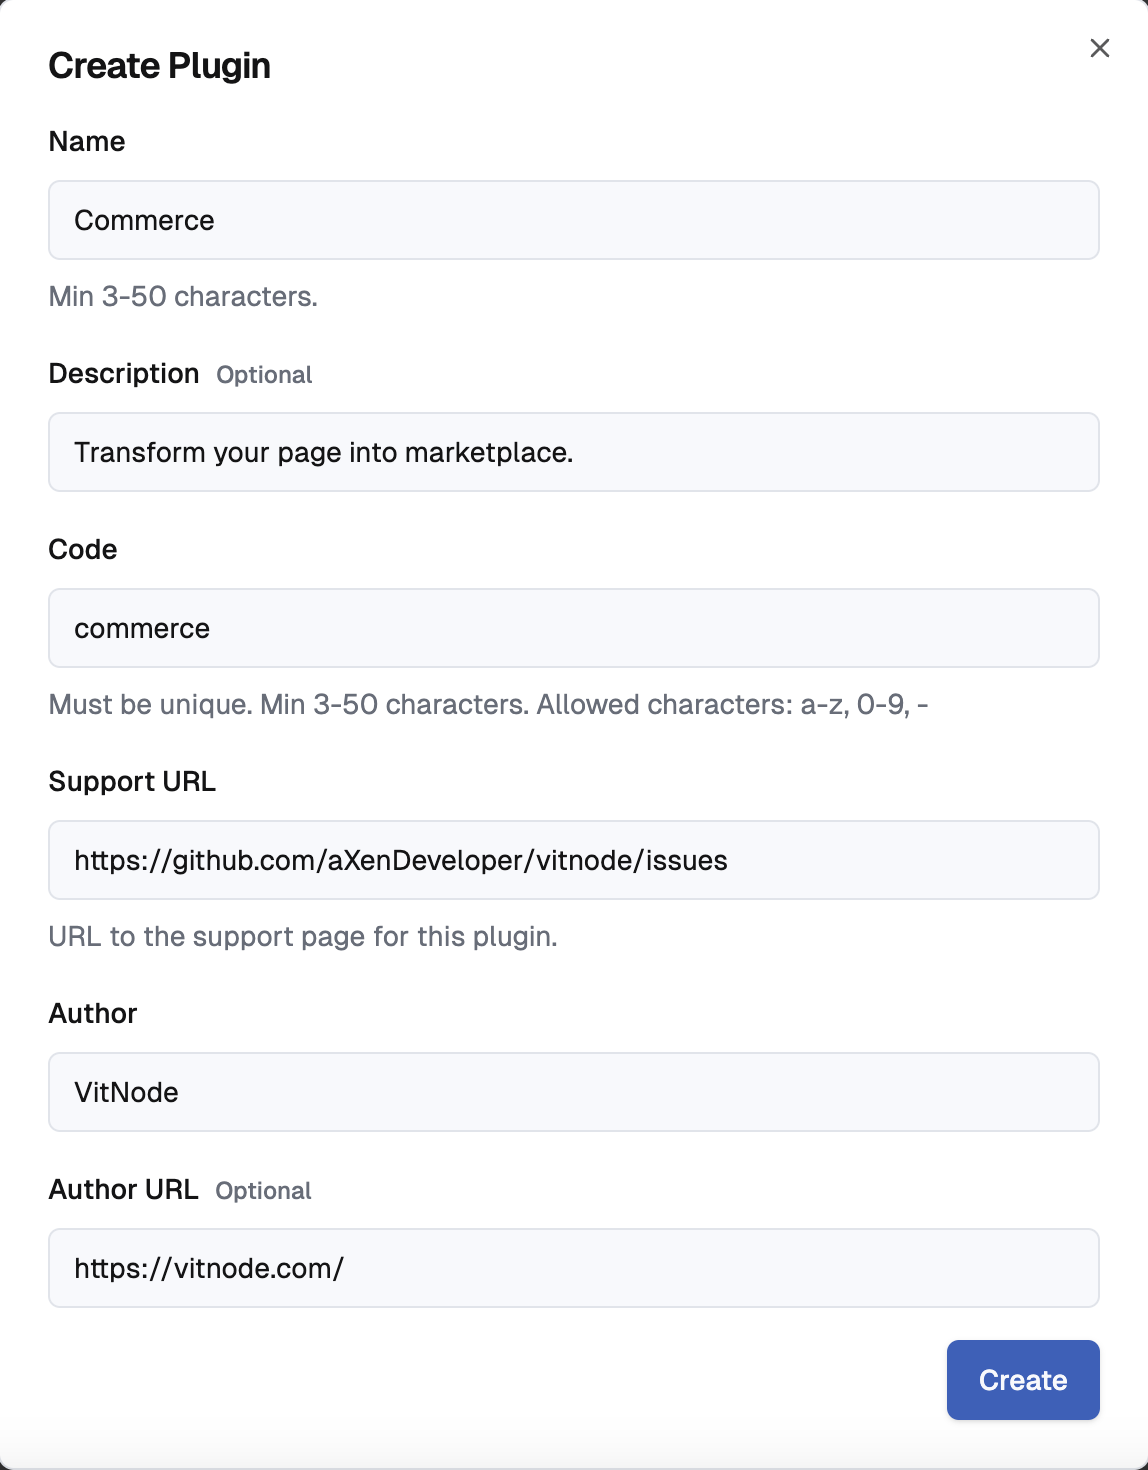 Create Plugin
Name
Commerce
Min 3-50 characters.
Description Optional
Transform your page into marketplace.
Code
commerce
Must be unique. Min 3-50 characters. Allowed characters: a-z, 0-9, -
Support URL
https://github.com/aXenDeveloper/vitnode/issues
URL to the support page for this plugin.
Author
VitNode
Author URL Optional
https://vitnode.com/
Create